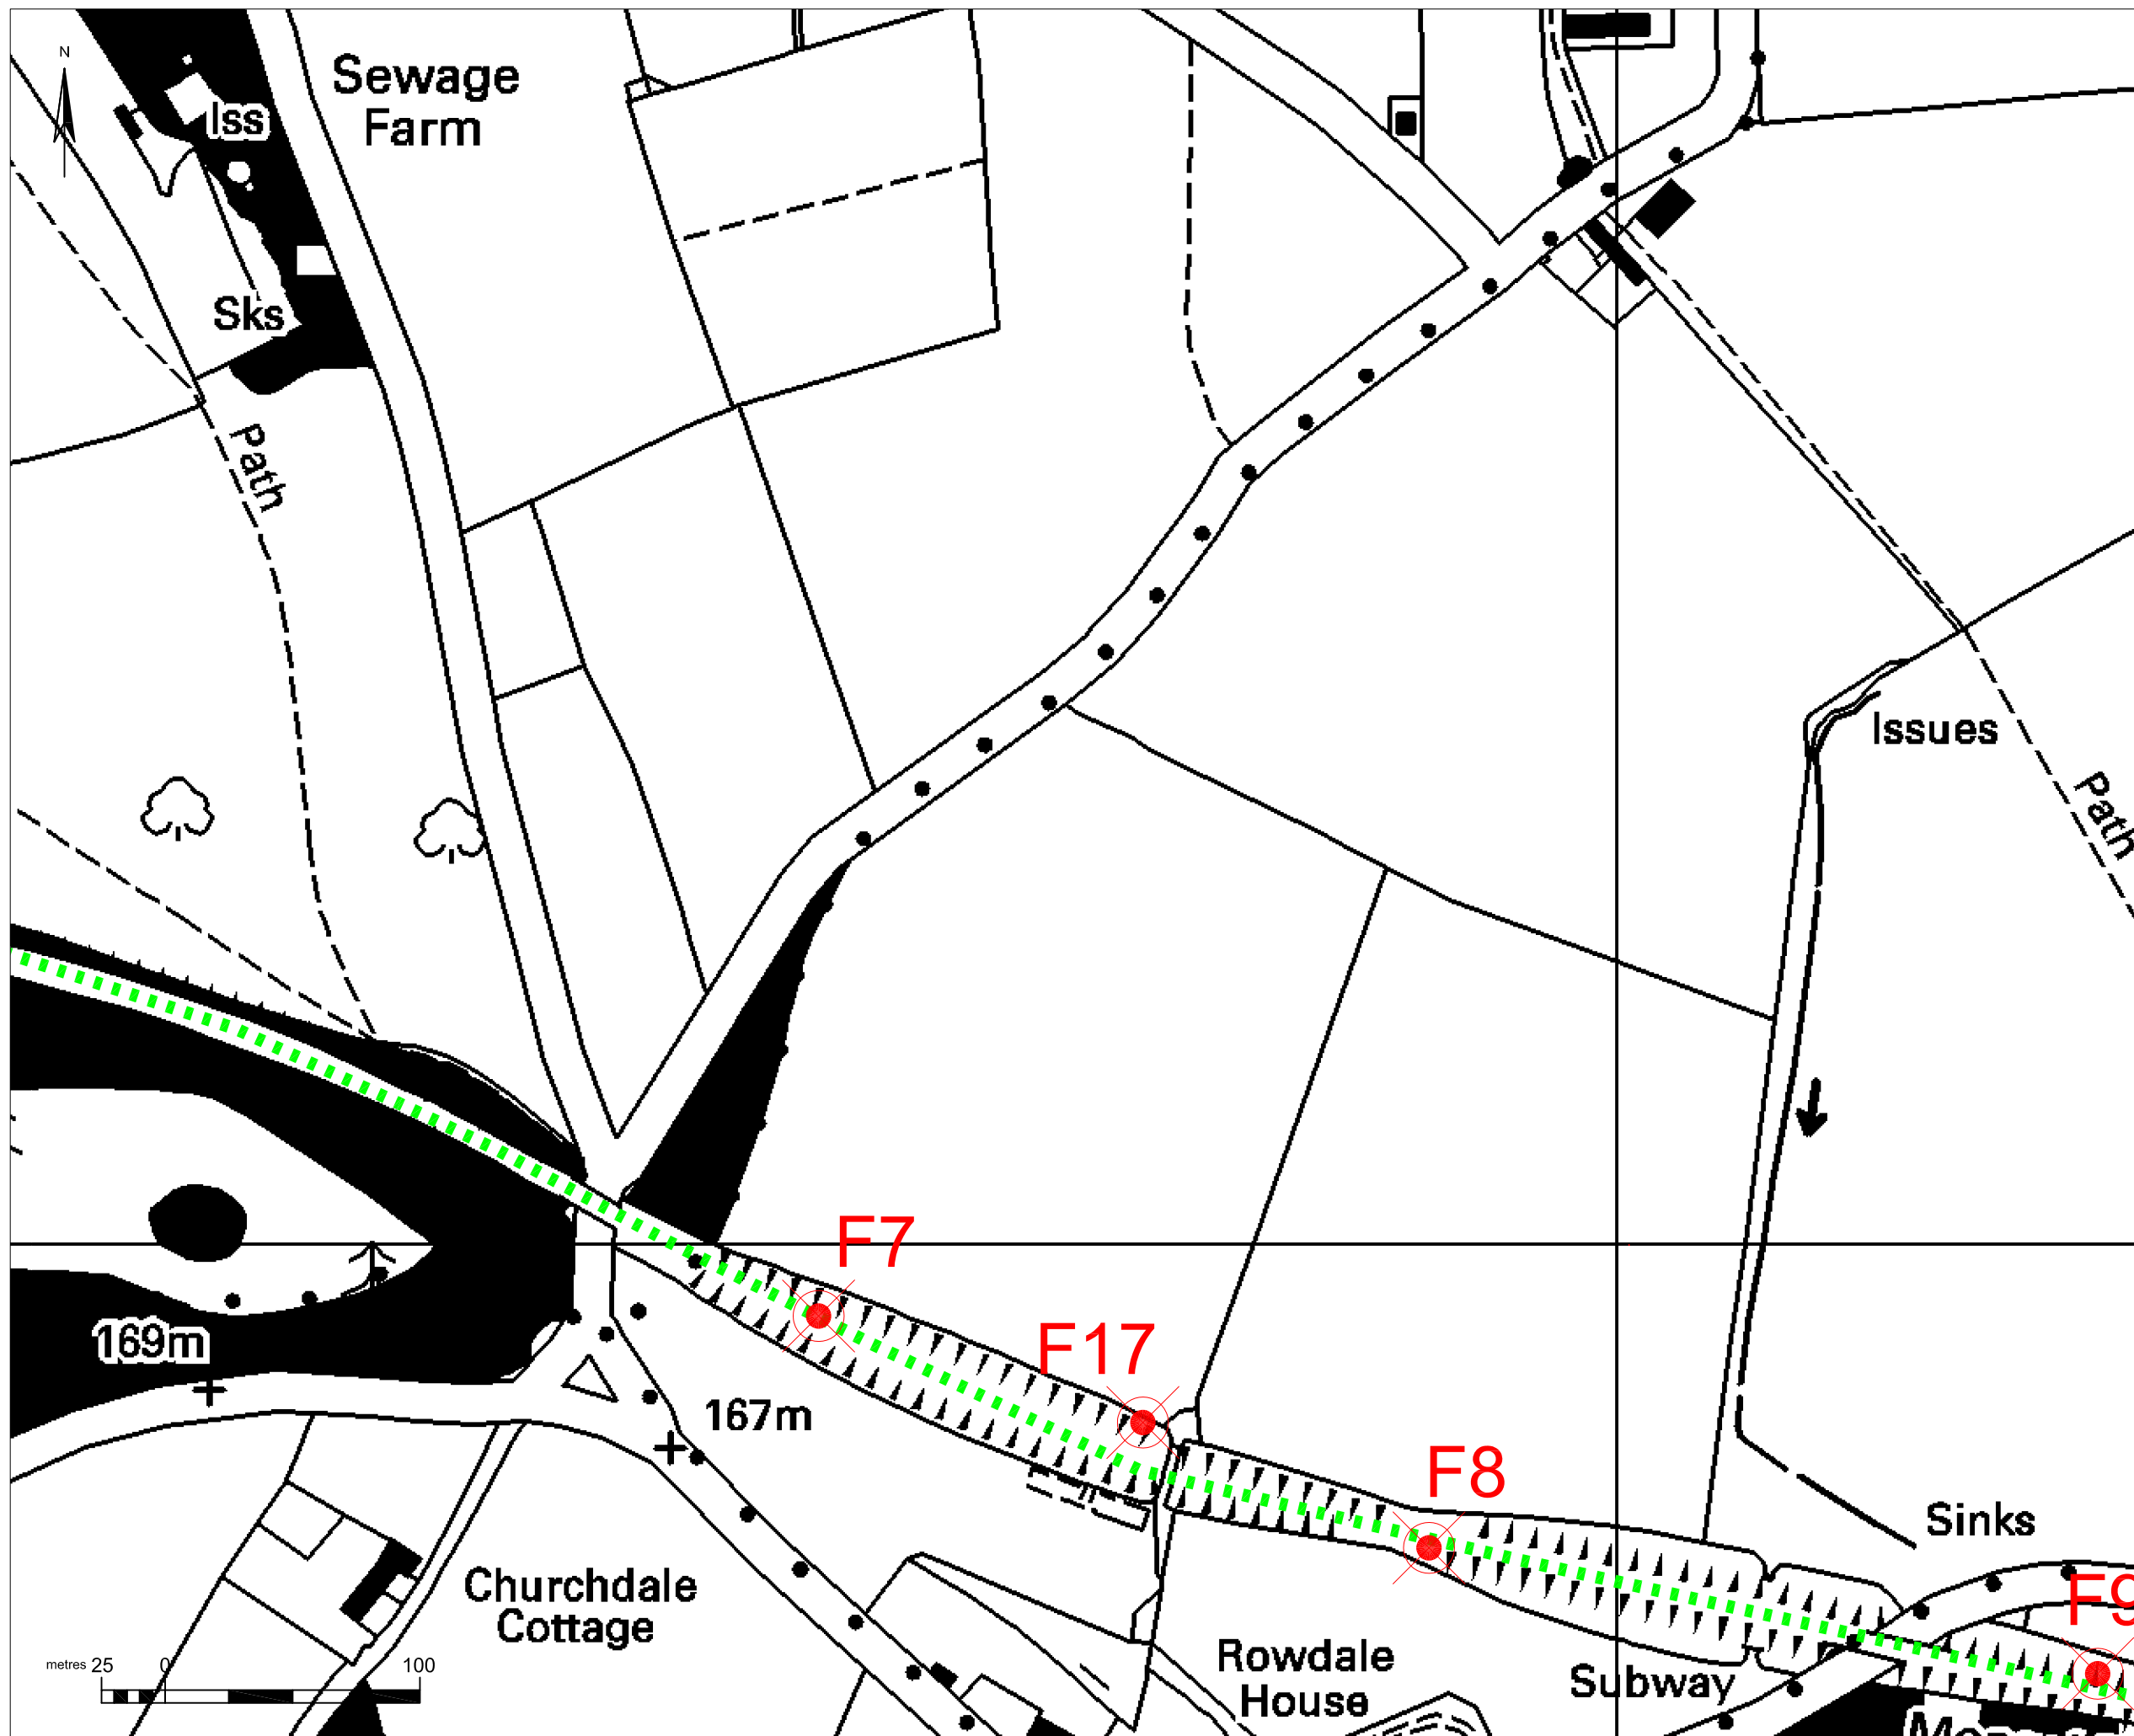 N
Sewage
Farm
Iss
Sks
Path
Issues
Path
F7
169m
F17
167m
F8
Sinks
F9
Churchdale
Cottage
Rowdale
House
Subway
metres 25 0 100